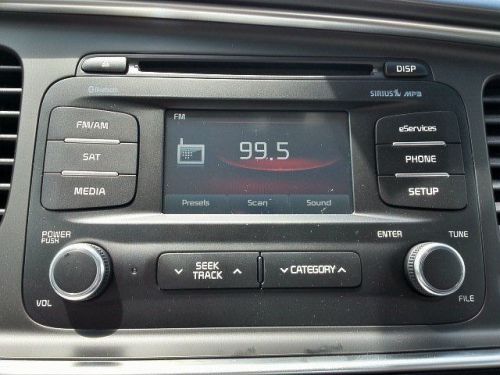 DISP
Bluetooth
SIRIUS MP3
FM/AM
SAT
MEDIA
FM
99.5
Presets
Scan
Sound
eServices
PHONE
SETUP
POWER
PUSH
VOL
SEEK
TRACK
CATEGORY
ENTER
TUNE
FILE